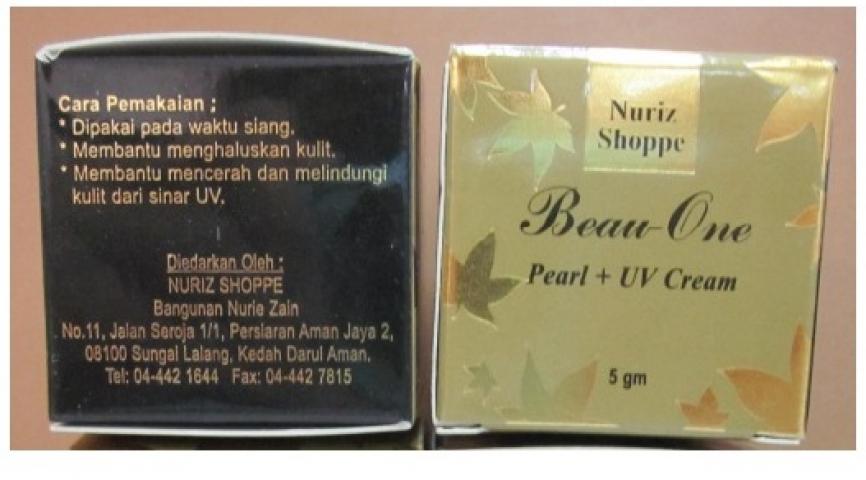 Cara Pemakaian ;
* Dipakai pada waktu siang.
* Membantu menghaluskan kulit.
* Membantu mencerah dan melindungi
kulit dari sinar UV.
Diedarkan Oleh :
NURIZ SHOPPE
Bangunan Nurie Zain
No.11, Jalan Seroja 1/1, Persiaran Aman Jaya 2,
08100 Sungai Lalang, Kedah Darul Aman.
Tel: 04-442 1644 Fax: 04-442 7815
Nuriz
Shoppe
Beau-One
Pearl + UV Cream
5 gm